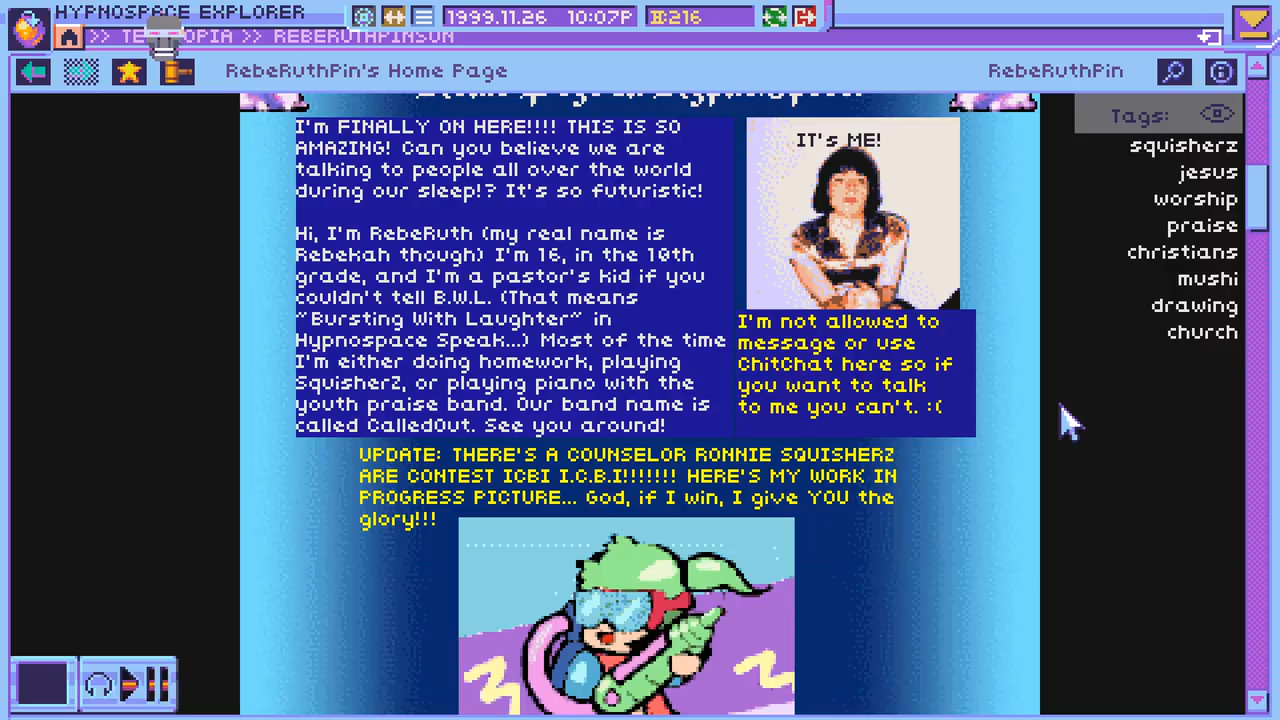 HYPNOSPACE EXPLORER
1999.11.26 10:07P
216
>> REBERUTHPINSON
RebeRuthPin's Home Page
RebeRuthPin
Tags:
squisherz
jesus
worship
praise
christians
mushi
drawing
church
I'm FINALLY ON HERE!!!! THIS IS SO
AMAZING! Can you believe we are
talking to people all over the world
during our sleep!? It's so futuristic!
Hi, I'm RebeRuth (my real name is
Rebekah though) I'm 16, in the 10th
grade, and I'm a pastor's kid if you
couldn't tell B.W.L. (That means
"Bursting With Laughter" in
Hypnospace Speak...) Most of the time
I'm either doing homework, playing
SquisherZ, or playing piano with the
youth praise band. Our band name is
called CalledOut. See you around!
IT's ME!
I'm not allowed to
message or use
ChitChat here so if
you want to talk
to me you can't. :(
UPDATE: THERE'S A COUNSELOR RONNIE SQUISHERZ
ARE CONTEST ICBI I.C.B.I!!!!!!! HERE'S MY WORK IN
PROGRESS PICTURE... God, if I win, I give YOU the
glory!!!